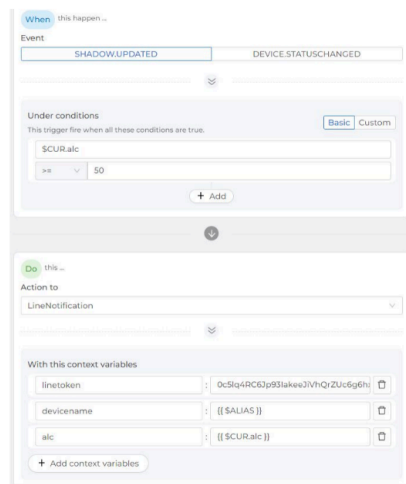 When this happen ...
Event
SHADOW.UPDATED DEVICE.STATUSCHANGED
Under conditions
Basic Custom
This trigger fire when all these conditions are true.
$CUR.alc
>= 50
+ Add
Do this ...
Action to
LineNotification
With this context variables
linetoken :
devicename : {{ $ALIAS }}
alc : {{ $CUR.alc }}
+ Add context variables